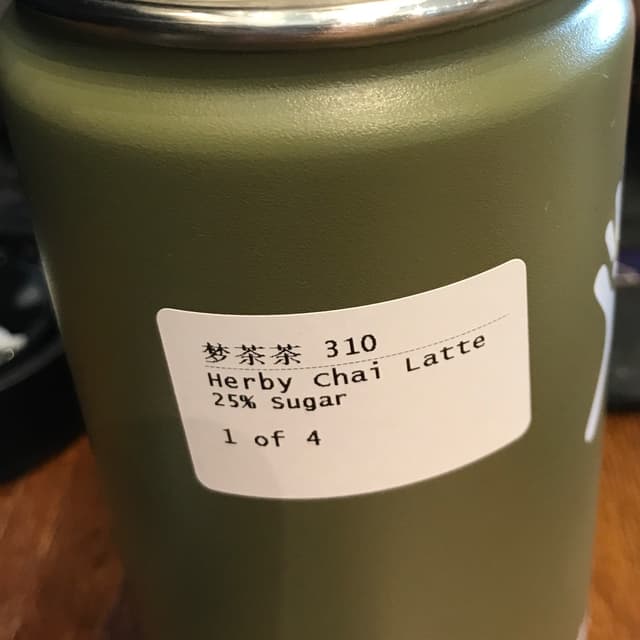 梦茶茶 310
Herby Chai Latte
25% Sugar
1 of 4